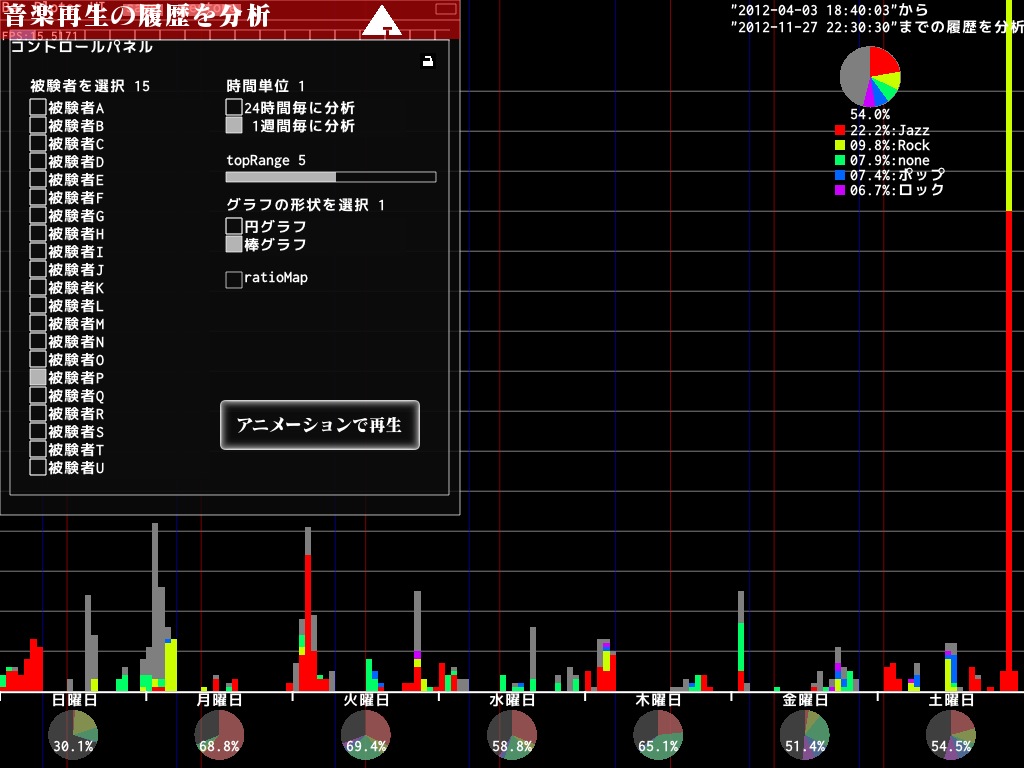 音楽再生の履歴を分析
FPS:15.5171
コントロールパネル
被験者を選択 15
被験者A
被験者B
被験者C
被験者D
被験者E
被験者F
被験者G
被験者H
被験者I
被験者J
被験者K
被験者L
被験者M
被験者N
被験者O
被験者P
被験者Q
被験者R
被験者S
被験者T
被験者U
時間単位 1
24時間毎に分析
1週間毎に分析
topRange 5
グラフの形状を選択 1
円グラフ
棒グラフ
ratioMap
アニメーションで再生
"2012-04-03 18:40:03"から
"2012-11-27 22:30:30"までの履歴を分析
54.0%
22.2%:Jazz
09.8%:Rock
07.9%:none
07.4%:ポップ
06.7%:ロック
日曜日 月曜日 火曜日 水曜日 木曜日 金曜日 土曜日
30.1% 68.8% 69.4% 58.8% 65.1% 51.4% 54.5%